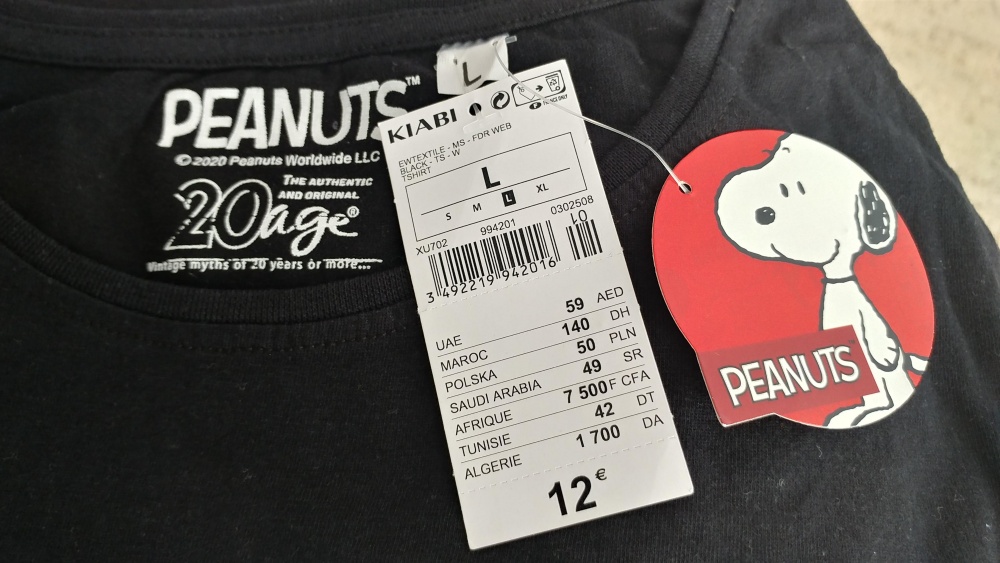 PEANUTS™
© 2020 Peanuts Worldwide LLC
THE AUTHENTIC
AND ORIGINAL
20age®
Vintage myths of 20 years or more...
L
KIABI
EWTEXTILE - MS - FDR WEB
BLACK - TS - W
TSHIRT
L
S M L XL
XU702 994201 0302508
LO
3 492219 942016
UAE 59 AED
MAROC 140 DH
POLSKA 50 PLN
SAUDI ARABIA 49 SR
AFRIQUE 7 500 F CFA
TUNISIE 42 DT
ALGERIE 1 700 DA
12€
PEANUTS